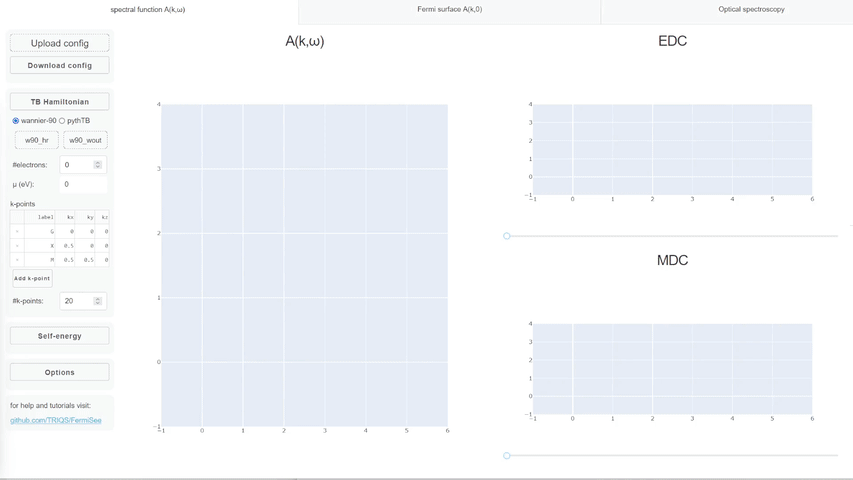 spectral function A(k,ω)
Fermi surface A(k,0)
Optical spectroscopy
Upload config
Download config
TB Hamiltonian
wannier-90 pythTB
w90_hr w90_wout
#electrons: 0
μ (eV): 0
k-points
label kx ky kz
× G 0 0 0
× X 0.5 0 0
× M 0.5 0.5 0
Add k-point
#k-points: 20
Self-energy
Options
for help and tutorials visit:
github.com/TRIQS/FermiSee
A(k,ω)
4
3
2
1
0
−1
−1 0 1 2 3 4 5 6
EDC
4
3
2
1
0
−1
−1 0 1 2 3 4 5 6
MDC
4
3
2
1
0
−1
−1 0 1 2 3 4 5 6